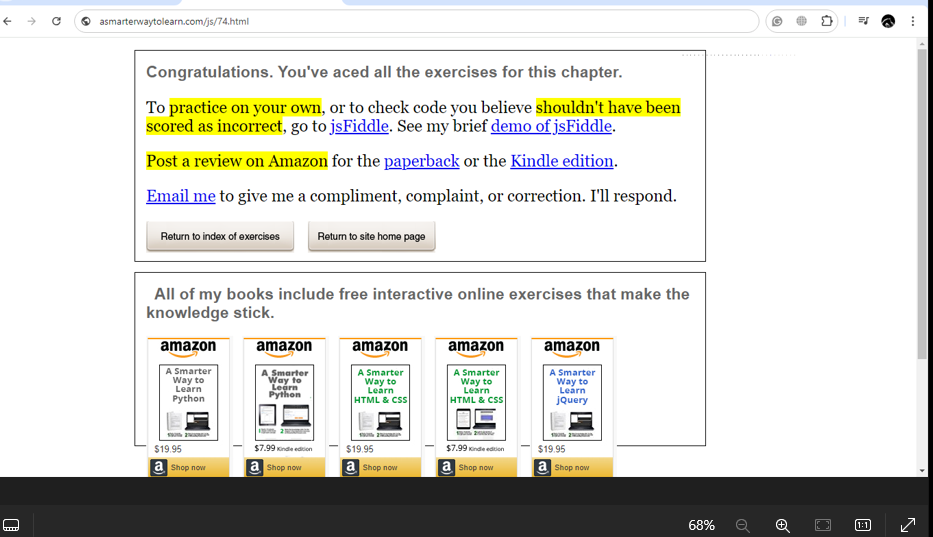 asmarterwaytolearn.com/js/74.html
Congratulations. You've aced all the exercises for this chapter.
To practice on your own, or to check code you believe shouldn't have been
scored as incorrect, go to jsFiddle. See my brief demo of jsFiddle.
Post a review on Amazon for the paperback or the Kindle edition.
Email me to give me a compliment, complaint, or correction. I'll respond.
Return to index of exercises Return to site home page
All of my books include free interactive online exercises that make the
knowledge stick.
amazon amazon amazon amazon amazon
A Smarter
Way to
Learn
Python
A Smarter
Way to
Learn
Python
A Smarter
Way to
Learn
HTML & CSS
A Smarter
Way to
Learn
HTML & CSS
A Smarter
Way to
Learn
jQuery
$19.95 $7.99 Kindle edition $19.95 $7.99 Kindle edition $19.95
a Shop now a Shop now a Shop now a Shop now a Shop now
68% 1:1